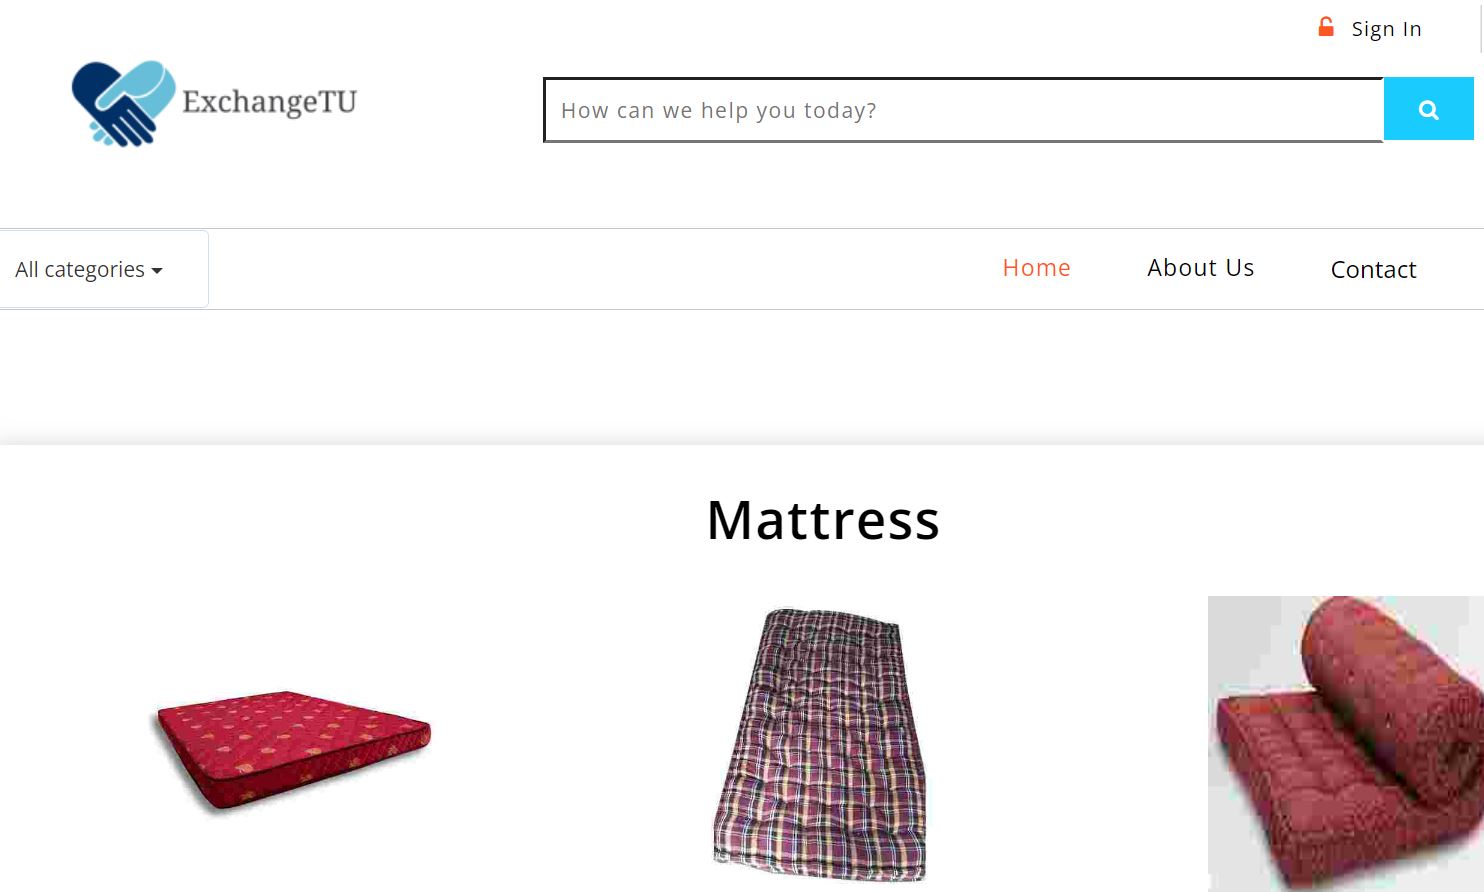 Sign In
ExchangeTU
How can we help you today?
All categories
Home
About Us
Contact
Mattress